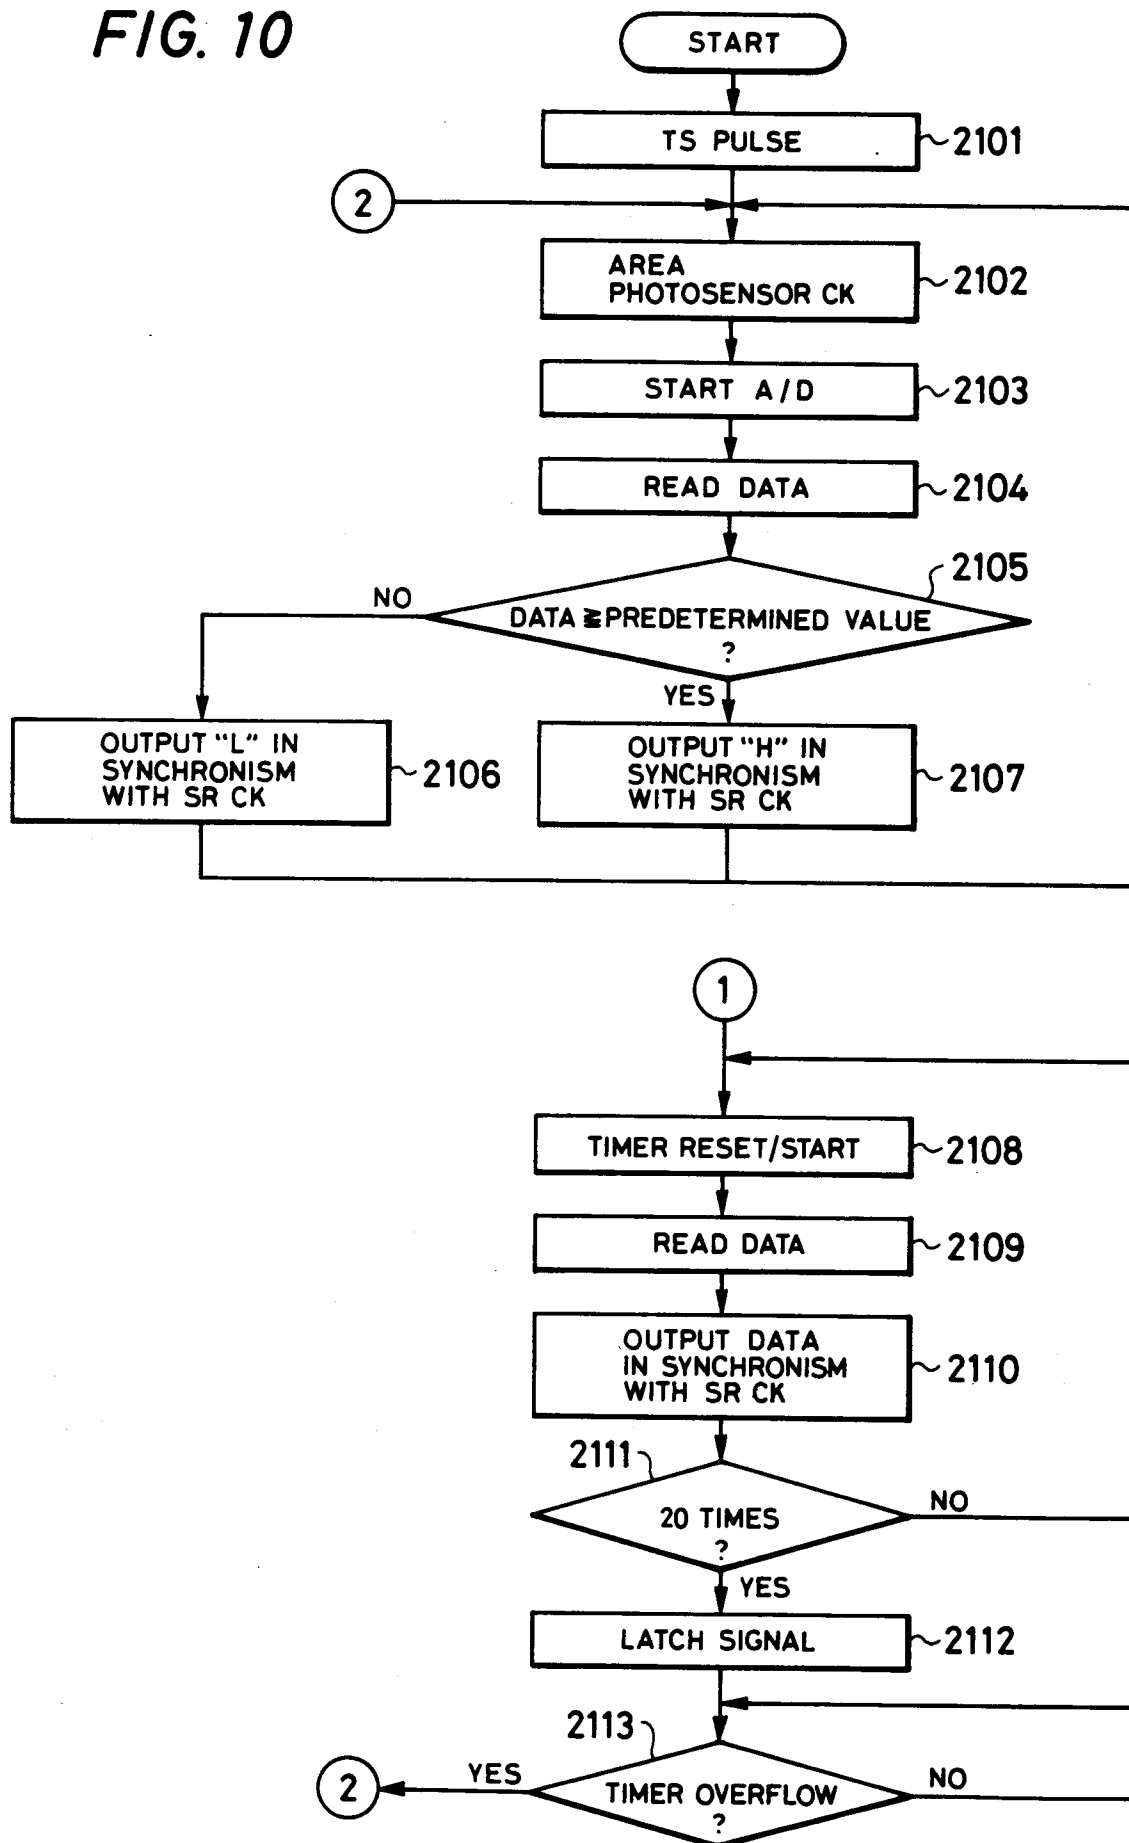 FIG. 10
START
TS PULSE
2101
2
AREA
PHOTOSENSOR CK
2102
START A/D
2103
READ DATA
2104
2105
NO
DATA ≧ PREDETERMINED VALUE
?
YES
OUTPUT "L" IN
SYNCHRONISM
WITH SR CK
2106
OUTPUT "H" IN
SYNCHRONISM
WITH SR CK
2107
1
TIMER RESET/START
2108
READ DATA
2109
OUTPUT DATA
IN SYNCHRONISM
WITH SR CK
2110
2111
20 TIMES
?
NO
YES
LATCH SIGNAL
2112
2113
2
YES
TIMER OVERFLOW
?
NO